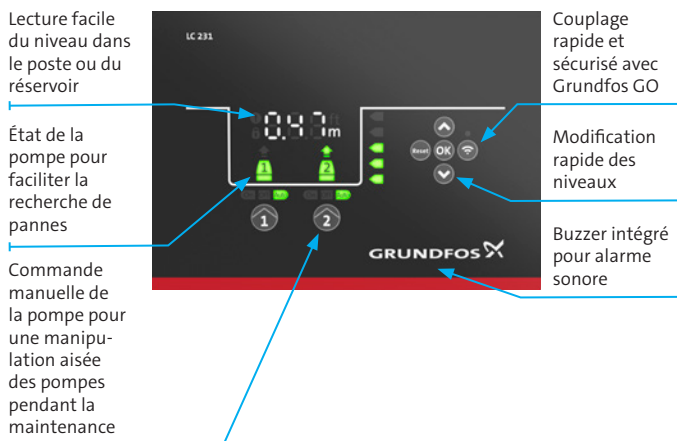 Lecture facile
du niveau dans
le poste ou du
réservoir
État de la
pompe pour
faciliter la
recherche de
pannes
Commande
manuelle de
la pompe pour
une manipu-
lation aisée
des pompes
pendant la
maintenance
LC 231
0.47m
ft
1
2
1
2
Reset
OK
GRUNDFOS
Couplage
rapide et
sécurisé avec
Grundfos GO
Modification
rapide des
niveaux
Buzzer intégré
pour alarme
sonore